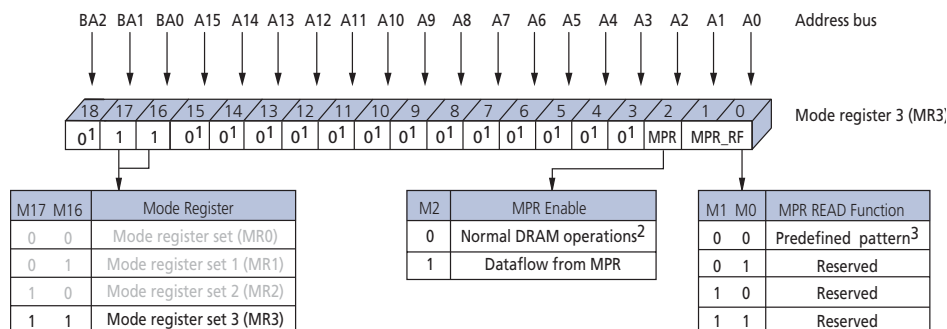 BA2 BA1 BA0 A15 A14 A13 A12 A11 A10 A9 A8 A7 A6 A5 A4 A3 A2 A1 A0 Address bus
18 17 16 15 14 13 12 11 10 9 8 7 6 5 4 3 2 1 0
Mode register 3 (MR3)
0¹ 1 1 0¹ 0¹ 0¹ 0¹ 0¹ 0¹ 0¹ 0¹ 0¹ 0¹ 0¹ 0¹ 0¹ MPR MPR_RF
M17 M16 Mode Register
0 0 Mode register set (MR0)
0 1 Mode register set 1 (MR1)
1 0 Mode register set 2 (MR2)
1 1 Mode register set 3 (MR3)
M2 MPR Enable
0 Normal DRAM operations²
1 Dataflow from MPR
M1 M0 MPR READ Function
0 0 Predefined pattern³
0 1 Reserved
1 0 Reserved
1 1 Reserved